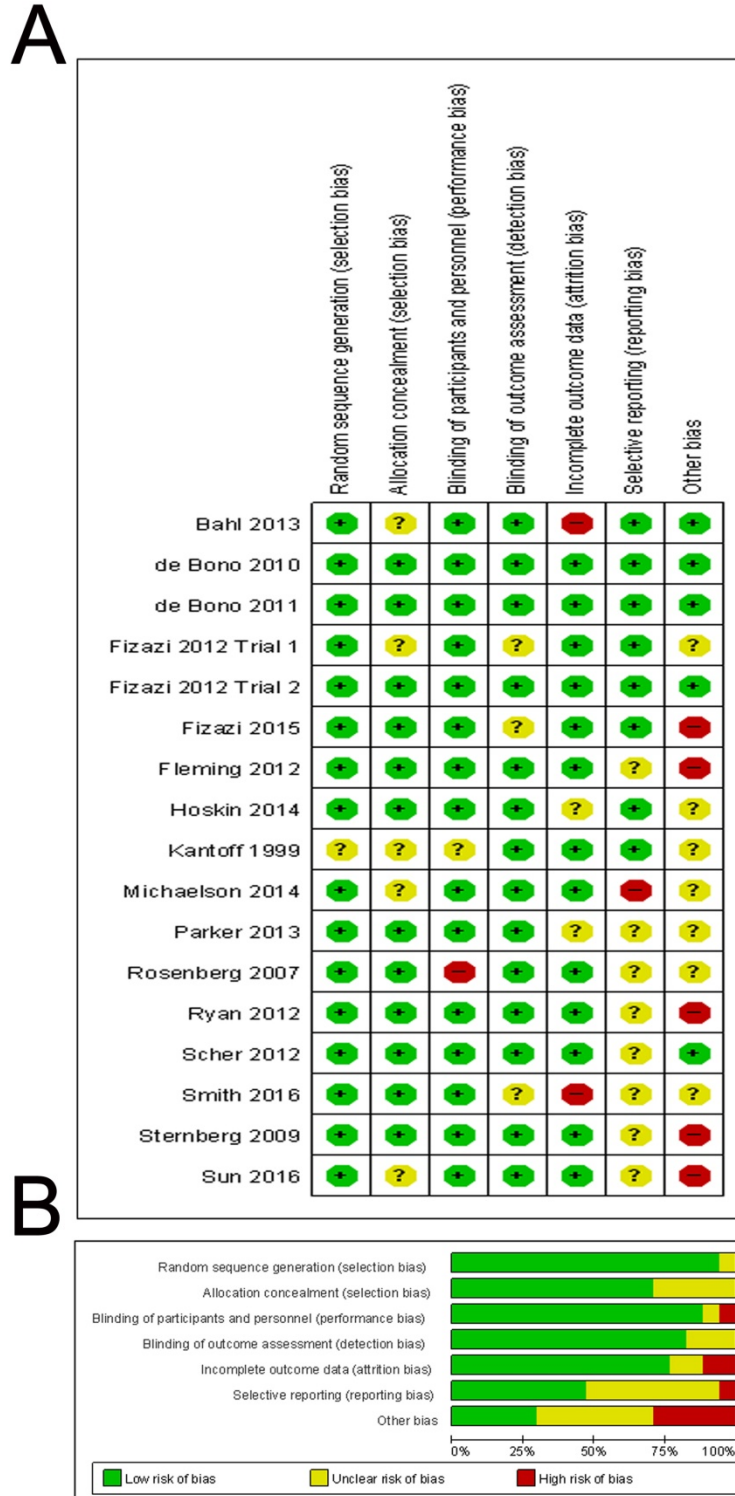 A
Random sequence generation (selection bias)
Allocation concealment (selection bias)
Blinding of participants and personnel (performance bias)
Blinding of outcome assessment (detection bias)
Incomplete outcome data (attrition bias)
Selective reporting (reporting bias)
Other bias
Bahl 2013 + ? + + − + +
de Bono 2010 + + + + + + +
de Bono 2011 + + + + + + +
Fizazi 2012 Trial 1 + ? + ? + + ?
Fizazi 2012 Trial 2 + + + + + + +
Fizazi 2015 + + + ? + + −
Fleming 2012 + + + + + ? −
Hoskin 2014 + + + + ? + ?
Kantoff 1999 ? ? ? + + + ?
Michaelson 2014 + ? + + + − ?
Parker 2013 + + + + ? ? ?
Rosenberg 2007 + + − + + ? ?
Ryan 2012 + + + + + ? −
Scher 2012 + + + + + ? +
Smith 2016 + + + ? − ? ?
Sternberg 2009 + + + + + ? −
Sun 2016 + ? + + + ? −
B
Random sequence generation (selection bias)
Allocation concealment (selection bias)
Blinding of participants and personnel (performance bias)
Blinding of outcome assessment (detection bias)
Incomplete outcome data (attrition bias)
Selective reporting (reporting bias)
Other bias
0% 25% 50% 75% 100%
Low risk of bias Unclear risk of bias High risk of bias